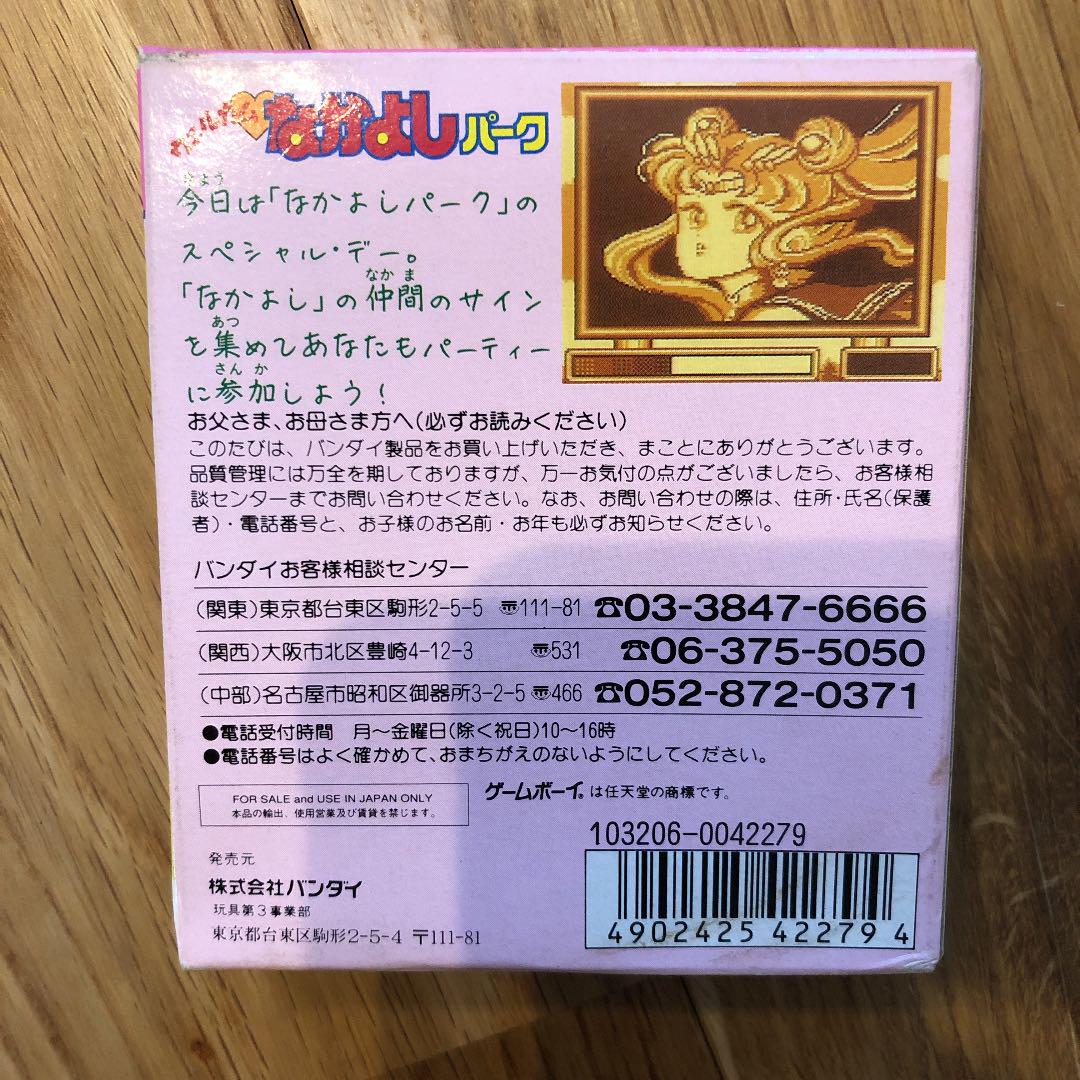 なかよしパーク
きょう
今日は「なかよしパーク」の
スペシャル・デー。
なかま
「なかよし」の仲間のサイン
あつ
を集めてあなたもパーティー
さんか
に参加しよう!
お父さま、お母さま方へ(必ずお読みください)
このたびは、バンダイ製品をお買い上げいただき、まことにありがとうございます。
品質管理には万全を期しておりますが、万一お気付の点がございましたら、お客様相
談センターまでお問い合わせください。なお、お問い合わせの際は、住所・氏名(保護
者)・電話番号と、お子様のお名前・お年も必ずお知らせください。
バンダイお客様相談センター
(関東)東京都台東区駒形2-5-5 〠111-81 ☎03-3847-6666
(関西)大阪市北区豊崎4-12-3 〠531 ☎06-375-5050
(中部)名古屋市昭和区御器所3-2-5 〠466 ☎052-872-0371
●電話受付時間 月〜金曜日(除く祝日)10〜16時
●電話番号はよく確かめて、おまちがえのないようにしてください。
FOR SALE and USE IN JAPAN ONLY
本品の輸出、使用営業及び賃貸を禁じます。
ゲームボーイ。は任天堂の商標です。
103206-0042279
発売元
株式会社バンダイ
玩具第3事業部
東京都台東区駒形2-5-4 〒111-81
4902425 422794